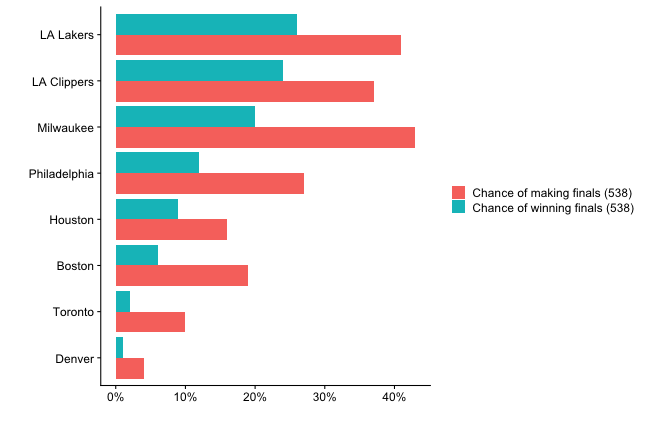 LA Lakers
LA Clippers
Milwaukee
Philadelphia
Houston
Boston
Toronto
Denver
0% 10% 20% 30% 40%
Chance of making finals (538)
Chance of winning finals (538)